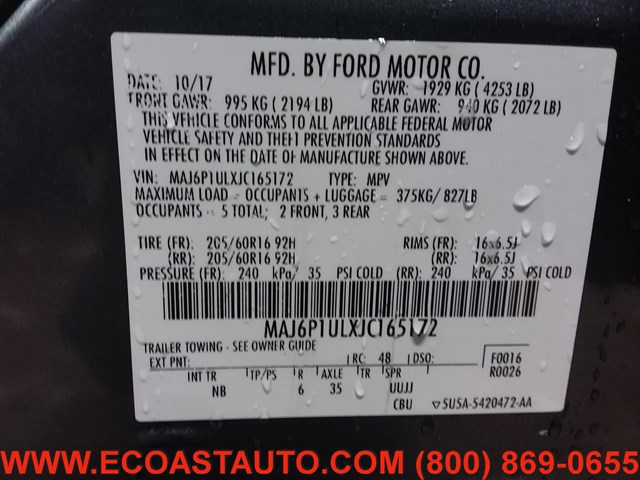 MFD. BY FORD MOTOR CO.
DATE: 10/17 GVWR: 1929 KG ( 4253 LB)
FRONT GAWR: 995 KG ( 2194 LB) REAR GAWR: 940 KG ( 2072 LB)
THIS VEHICLE CONFORMS TO ALL APPLICABLE FEDERAL MOTOR
VEHICLE SAFETY AND THEFT PREVENTION STANDARDS
IN EFFECT ON THE DATE OF MANUFACTURE SHOWN ABOVE.
VIN: MAJ6P1ULXJC165172 TYPE: MPV
MAXIMUM LOAD = OCCUPANTS + LUGGAGE = 375KG/ 827LB
OCCUPANTS = 5 TOTAL; 2 FRONT, 3 REAR
TIRE (FR): 205/60R16 92H RIMS (FR): 16x6.5J
(RR): 205/60R16 92H (RR): 16x6.5J
PRESSURE (FR): 240 kPa/ 35 PSI COLD (RR): 240 kPa/ 35 PSI COLD
MAJ6P1ULXJC165172
TRAILER TOWING - SEE OWNER GUIDE
EXT PNT: RC: 48 DSO: F0016
R0026
INT TR TP/PS R AXLE TR SPR
NB 6 35 UUJJ
CBU 5U5A-5420472-AA
WWW.ECOASTAUTO.COM (800) 869-0655